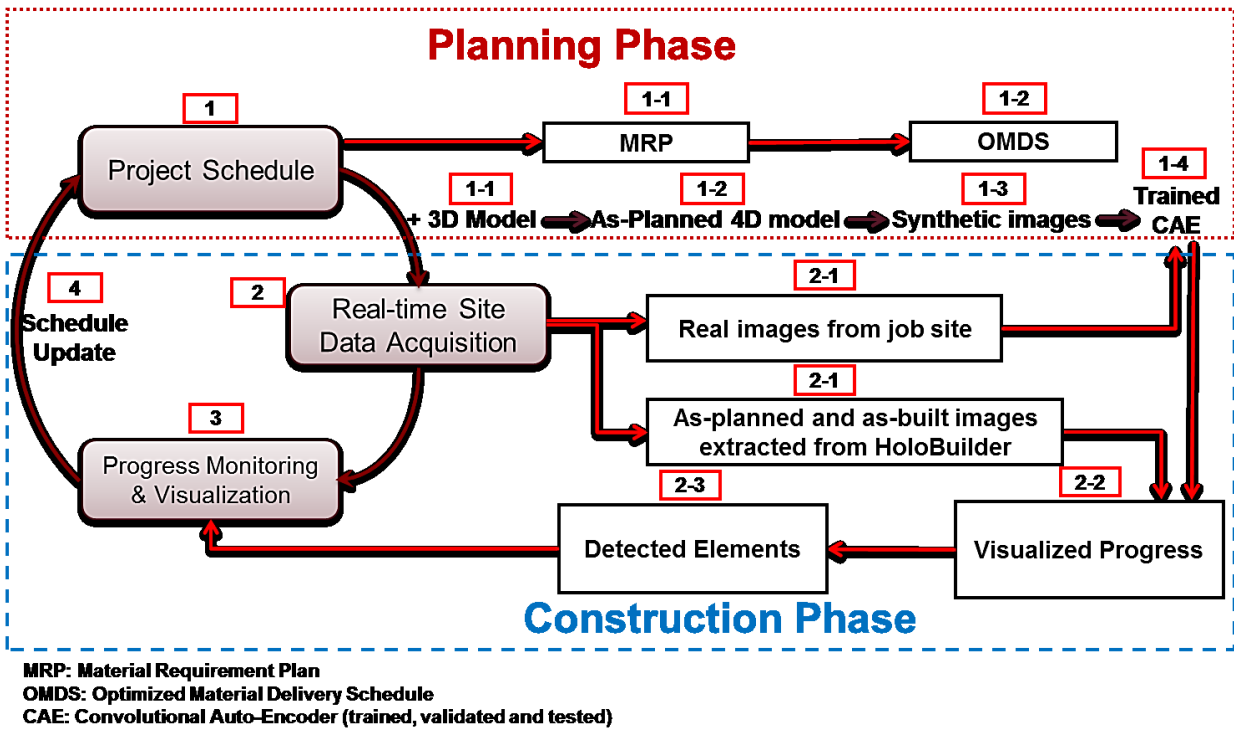 Planning Phase
1
1-1
1-2
Project Schedule
MRP
OMDS
1-1
1-2
1-3
1-4
+ 3D Model
As-Planned 4D model
Synthetic images
Trained
CAE
4
Schedule
Update
2
Real-time Site
Data Acquisition
2-1
Real images from job site
2-1
As-planned and as-built images
extracted from HoloBuilder
3
Progress Monitoring
& Visualization
2-3
Detected Elements
2-2
Visualized Progress
Construction Phase
MRP: Material Requirement Plan
OMDS: Optimized Material Delivery Schedule
CAE: Convolutional Auto-Encoder (trained, validated and tested)